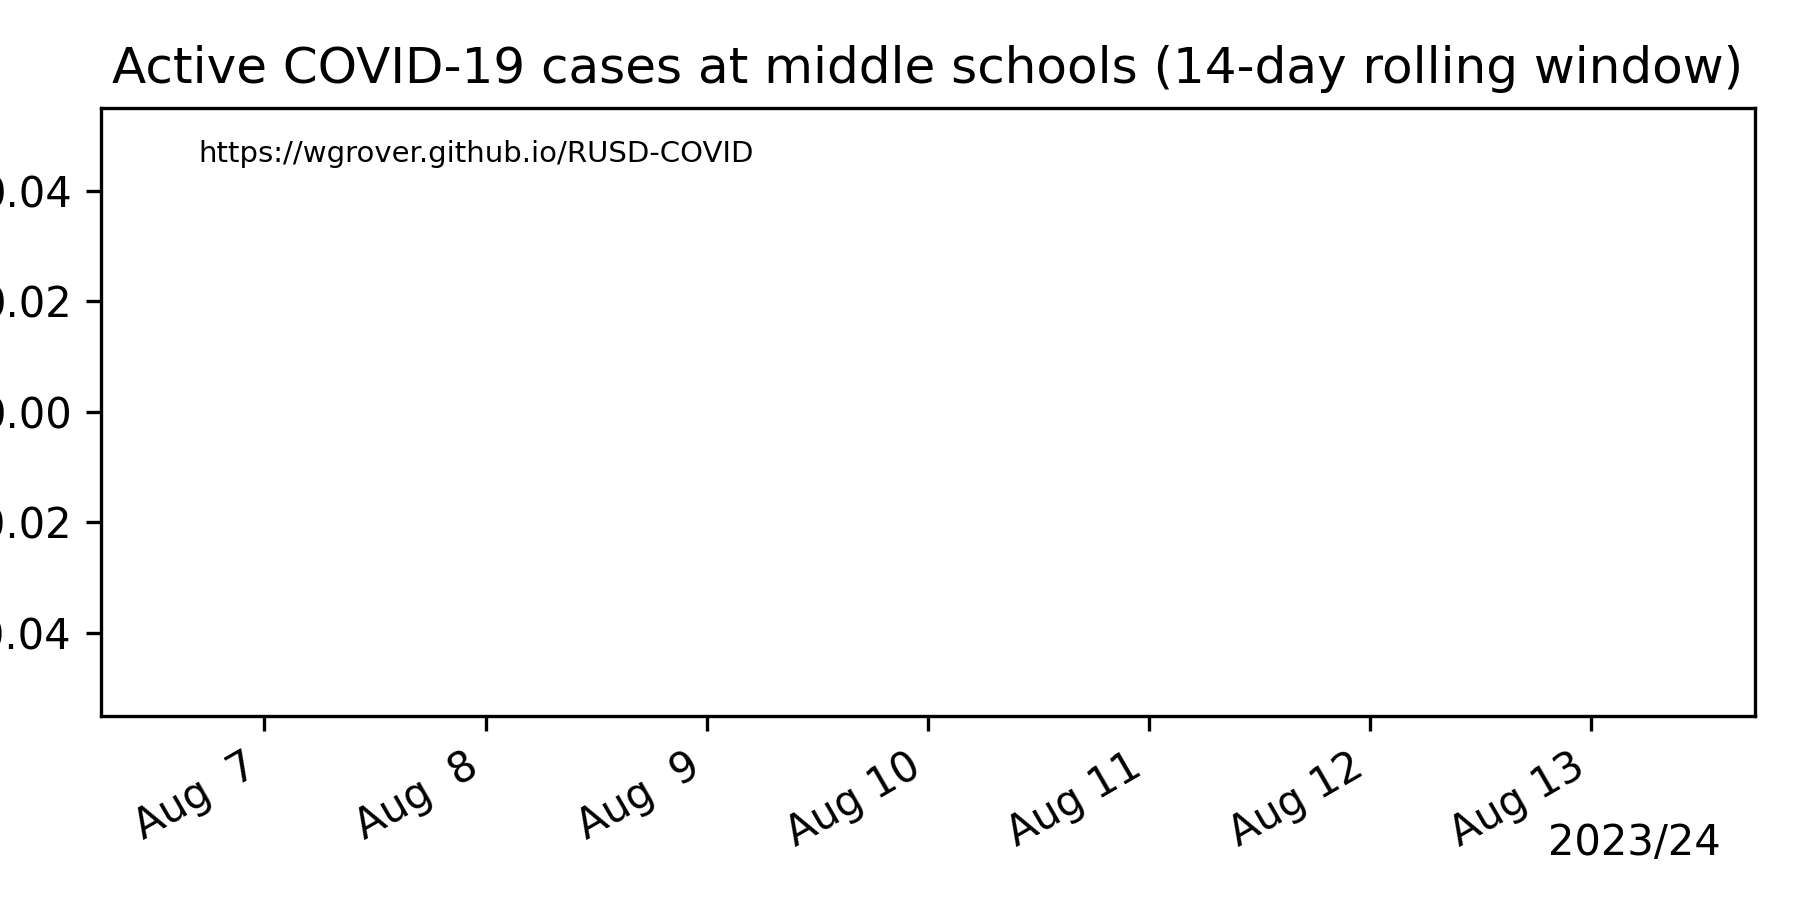 Active COVID-19 cases at middle schools (14-day rolling window)
https://wgrover.github.io/RUSD-COVID
0.04
0.02
0.00
0.02
0.04
Aug 7 Aug 8 Aug 9 Aug 10 Aug 11 Aug 12 Aug 13
2023/24